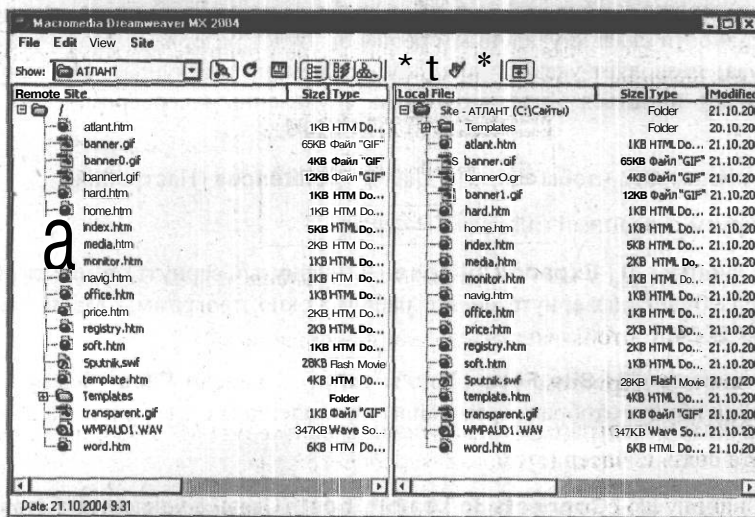 Macromedia Dreamweaver MX 2004
File Edit View Site
Show: АТЛАНТ * t *
Remote Site Size Type
/
atlant.htm 1KB HTM Do...
banner.gif 65KB Файл "GIF"
banner0.gif 4KB Файл "GIF"
bannerl.gif 12KB Файл "GIF"
hard.htm 1KB HTM Do...
home.htm 1KB HTM Do...
index.htm 5KB HTML Do...
a
media.htm 2KB HTM Do...
monitor.htm 1KB HTML Do...
navig.htm 1KB HTM Do...
office.htm 1KB HTML Do...
price.htm 2KB HTM Do...
registry.htm 2KB HTML Do...
soft.htm 1KB HTM Do...
Sputnik.swf 28KB Flash Movie
template.htm 4KB HTM Do...
Templates Folder
transparent.gif 1KB Файл "GIF"
WMPAUD1.WAV 347KB Wave So...
word.htm 6KB HTM Do...
Local Files Size Type Modified
Site - АТЛАНТ (C:\Сайты) Folder 21.10.20
Templates Folder 20.10.20
atlant.htm 1KB HTML Do... 21.10.20
S banner.gif 65KB Файл "GIF" 21.10.20
bannerO.gr 4KB Файл "GIF" 21.10.20
banner1.gif 12KB Файл "GIF" 21.10.20
hard.htm 1KB HTML Do... 21.10.20
home.htm 1KB HTML Do... 21.10.20
index.htm 5KB HTML Do... 21.10.20
media.htm 2KB HTML Do... 21.10.20
monitor.htm 1KB HTML Do... 21.10.20
navig.htm 1KB HTML Do... 21.10.20
office.htm 1KB HTML Do... 21.10.20
price.htm 2KB HTML Do... 21.10.20
registry.htm 2KB HTML Do... 21.10.20
soft.htm 2KB HTML Do... 21.10.20
Sputnik.swf 28KB Flash Movie 21.10.20
template.htm 4KB HTML Do... 21.10.20
transparent.gif 1KB Файл "GIF" 21.10.20
WMPAUD1.WAV 347KB Wave So... 21.10.20
word.htm 6KB HTML Do... 21.10.20
Date: 21.10.2004 9:31